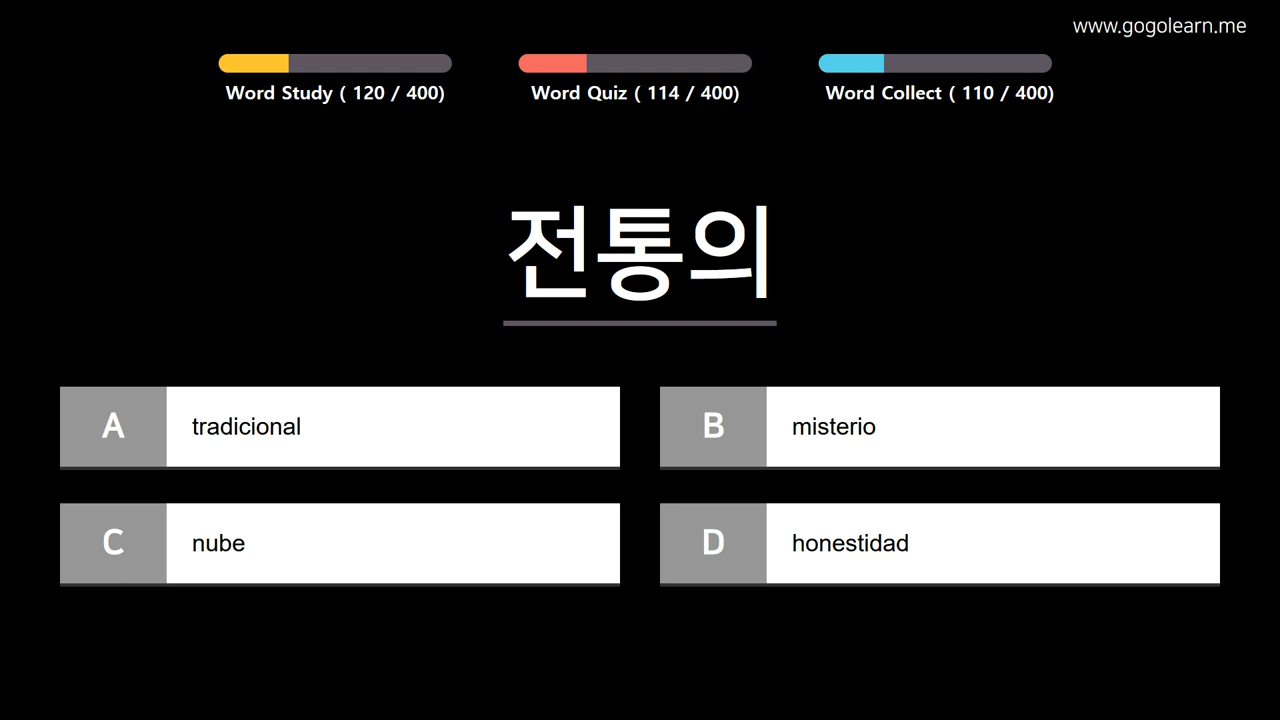 www.gogolearn.me
Word Study ( 120 / 400)
Word Quiz ( 114 / 400)
Word Collect ( 110 / 400)
전통의
A tradicional
B misterio
C nube
D honestidad